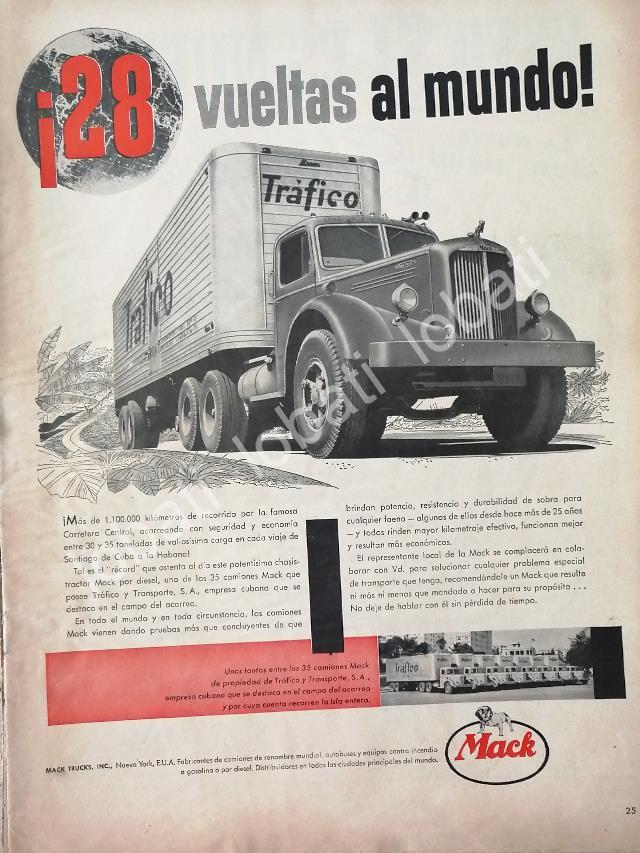 ¡28 vueltas al mundo!
Tráfico
Tráfico
Mack
¡Más de 1.100.000 kilómetros de recorrido por la famosa
Carretera Central, acarreando con seguridad y economía
entre 30 y 35 toneladas de valiosísima carga en cada viaje de
Santiago de Cuba a la Habana!
Tal es el "récord" que ostenta al día este potentísimo chasis-
tractor Mack por diesel, uno de los 35 camiones Mack que
posee Tráfico y Transporte, S.A., empresa cubana que se
destaca en el campo del acarreo.
En todo el mundo y en toda circunstancia, los camiones
Mack vienen dando pruebas más que concluyentes de que
brindan potencia, resistencia y durabilidad de sobra para
cualquier faena — algunos de ellos desde hace más de 25 años
— y todos rinden mayor kilometraje efectivo, funcionan mejor
y resultan más económicos.
El representante local de la Mack se complacerá en cola-
borar con Vd. para solucionar cualquier problema especial
de transporte que tenga, recomendándole un Mack que resulte
ni más ni menos que mandado a hacer para su propósito . . .
No deje de hablar con él sin pérdida de tiempo.
Unos tantos entre los 35 camiones Mack
de propiedad de Tráfico y Transporte, S.A.,
empresa cubana que se destaca en el campo del acarreo
y por cuya cuenta recorren la Isla entera.
Tráfico
MACK TRUCKS, INC., Nueva York, E.U.A. Fabricantes de camiones de renombre mundial, autobuses y equipos contra incendio
a gasolina o por diesel. Distribuidores en todas las ciudades principales del mundo.
Mack
25
lobati lobati lobati